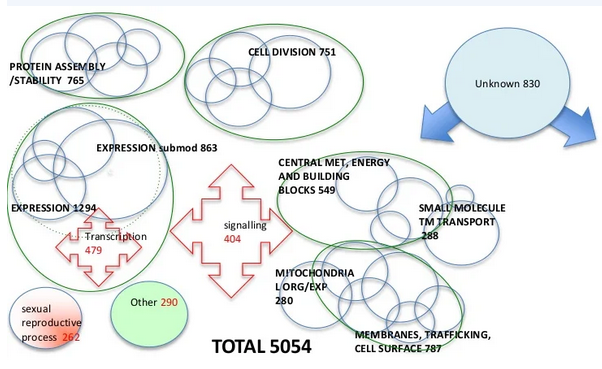 PROTEIN ASSEMBLY
/STABILITY 765
CELL DIVISION 751
Unknown 830
EXPRESSION submod 863
EXPRESSION 1294
Transcription
479
signalling
404
CENTRAL MET, ENERGY
AND BUILDING
BLOCKS 549
SMALL MOLECULE
TM TRANSPORT
288
MITOCHONDRIA
L ORG/EXP
280
sexual
reproductive
process 262
Other 290
MEMBRANES, TRAFFICKING,
CELL SURFACE 787
TOTAL 5054